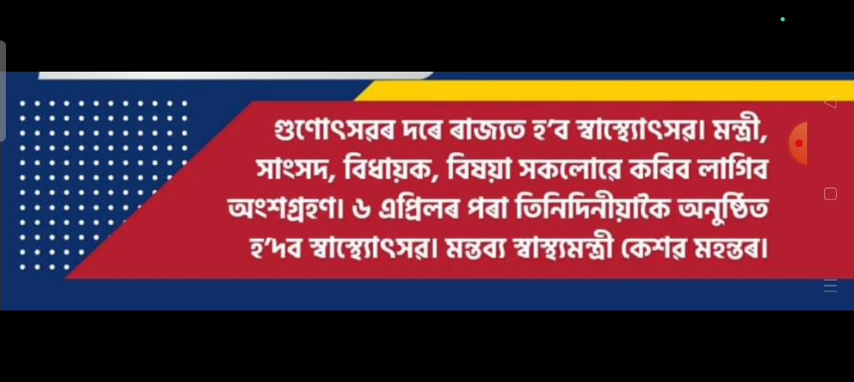 গুণোৎসৱৰ দৰে ৰাজ্যত হ’ব স্বাস্থ্যোৎসৱ। মন্ত্ৰী,
সাংসদ, বিধায়ক, বিষয়া সকলোৱে কৰিব লাগিব
অংশগ্ৰহণ। ৬ এপ্ৰিলৰ পৰা তিনিদিনীয়াকৈ অনুষ্ঠিত
হ’দব স্বাস্থ্যোৎসৱ। মন্তব্য স্বাস্থ্যমন্ত্ৰী কেশৱ মহন্তৰ।